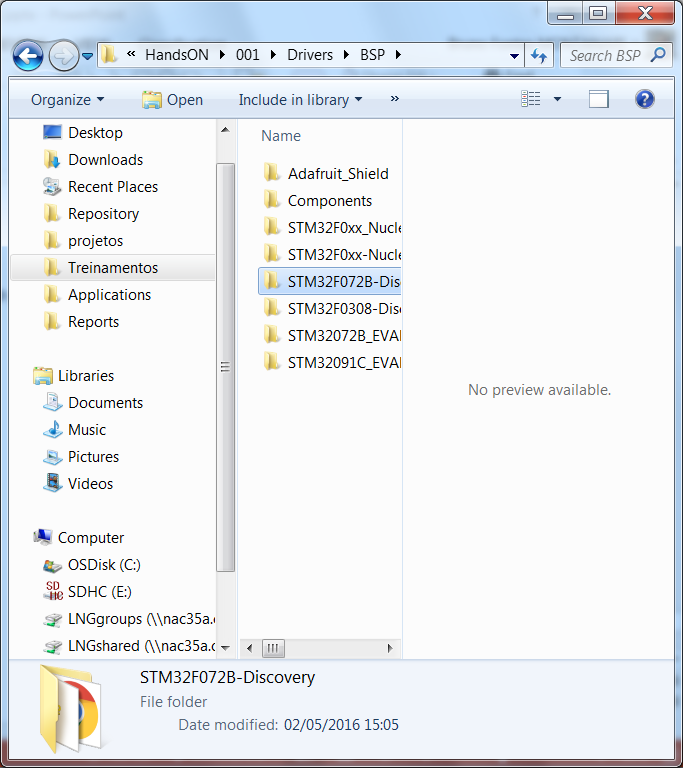 « HandsON 001 Drivers BSP
Search BSP
Organize Open Include in library »
Desktop
Downloads
Recent Places
Repository
projetos
Treinamentos
Applications
Reports
Libraries
Documents
Music
Pictures
Videos
Computer
OSDisk (C:)
SDHC (E:)
LNGgroups (\\nac35a.
LNGshared (\\nac35a.
Name
Adafruit_Shield
Components
STM32F0xx_Nucle
STM32F0xx-Nucle
STM32F072B-Disc
STM32F0308-Disc
STM32072B_EVAL
STM32091C_EVAL
No preview available.
STM32F072B-Discovery
File folder
Date modified: 02/05/2016 15:05